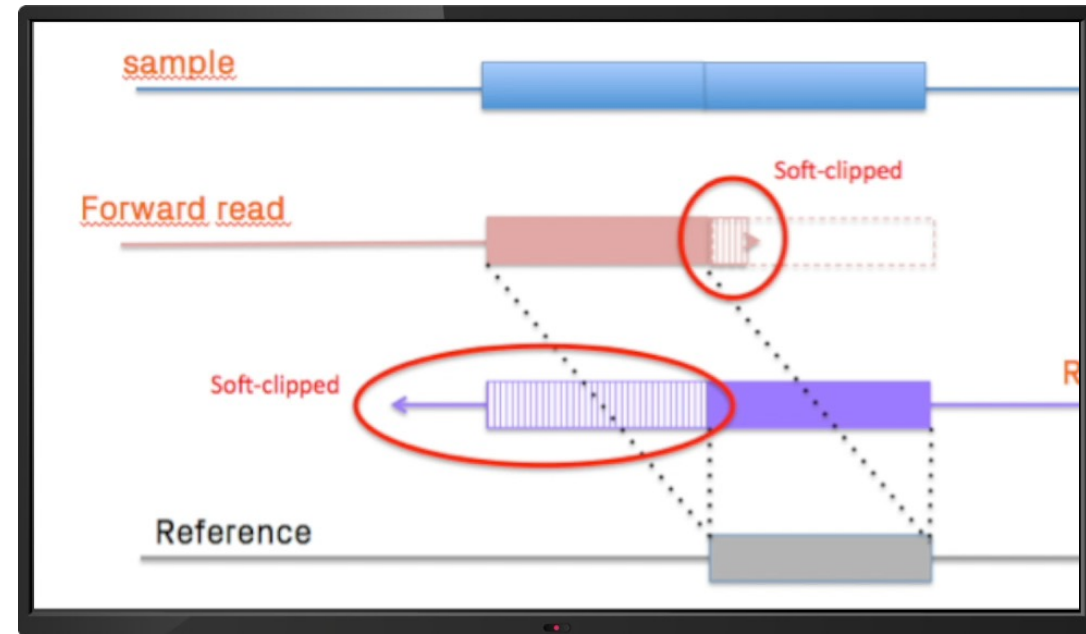 sample
Soft-clipped
Forward read
R
Soft-clipped
Reference